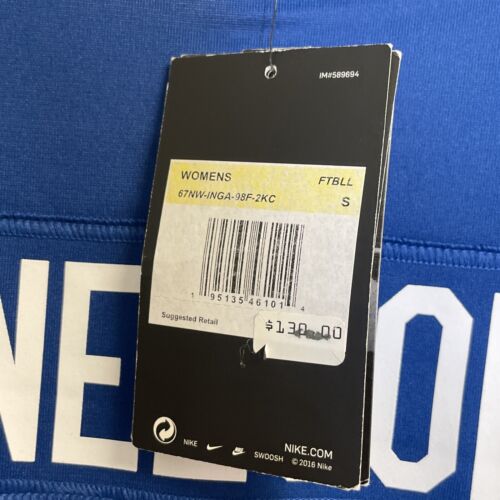 IM#589694
WOMENS FTBLL
67NW-INGA-98F-2KC S
1 95135 46101 4
Suggested Retail
$130.00
NIKE SWOOSH NIKE.COM
© 2016 Nike
NE